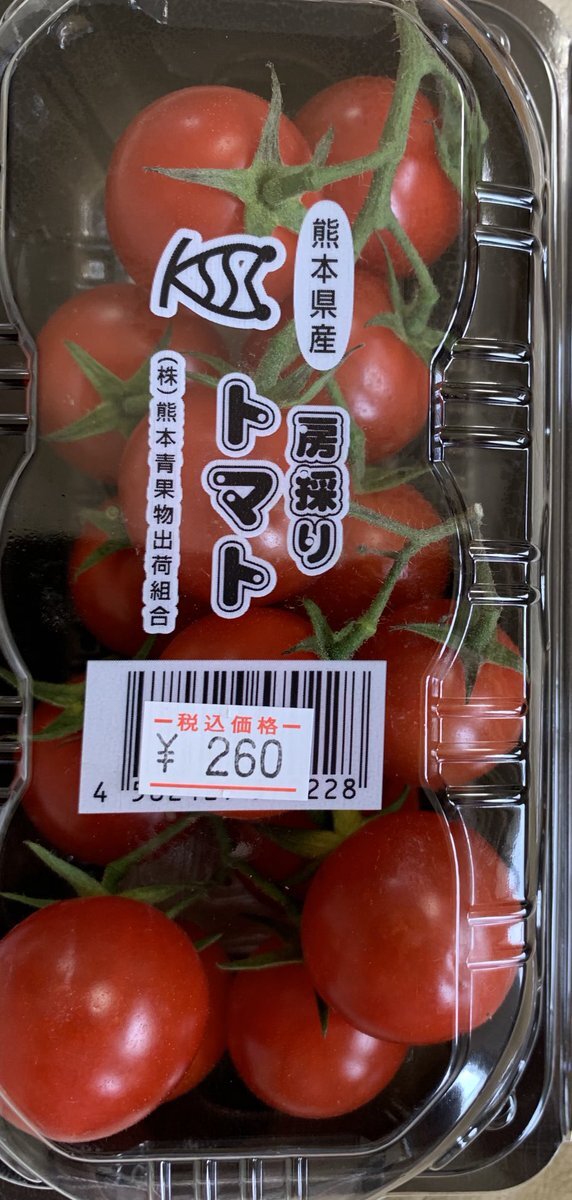 熊本県産
房採り
トマト
(株)熊本青果物出荷組合
税込価格
¥ 260
228